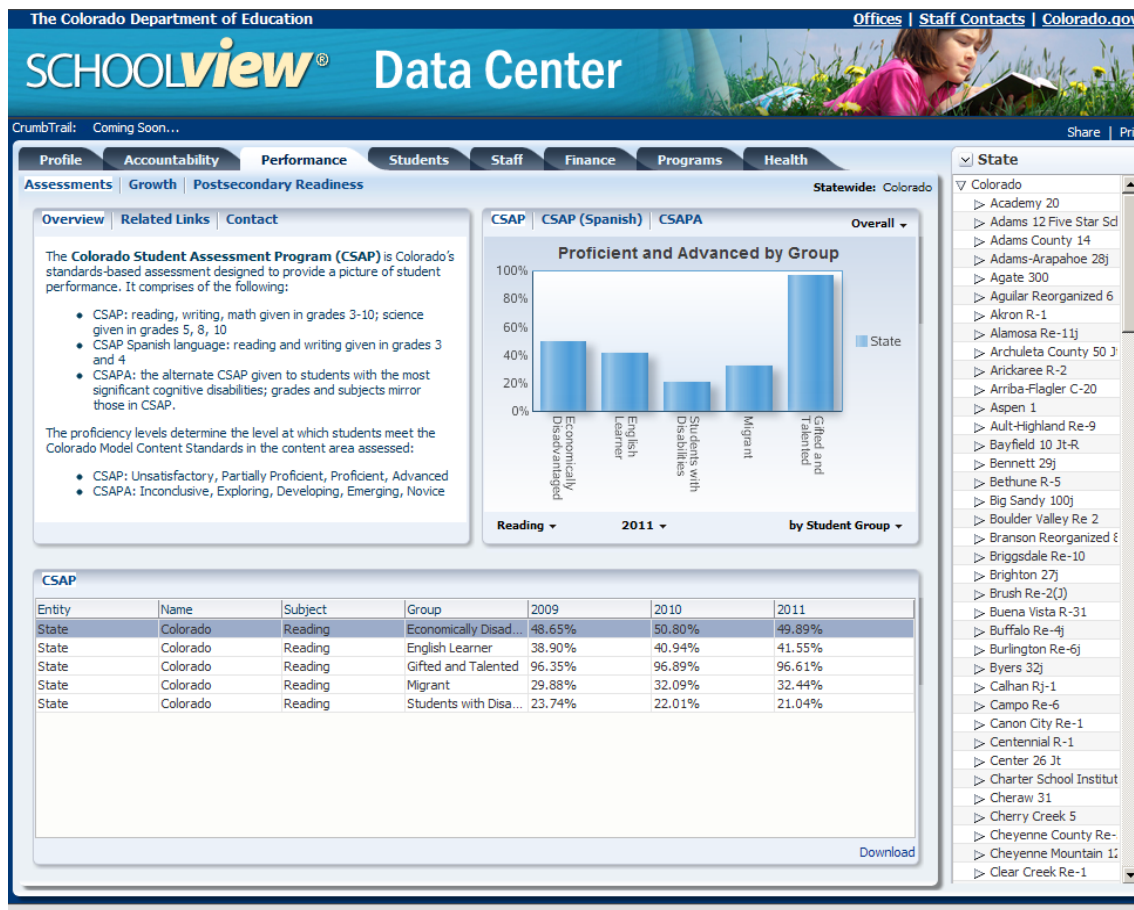 The Colorado Department of Education
Offices | Staff Contacts | Colorado.gov
SCHOOLview® Data Center
CrumbTrail: Coming Soon...
Share | Pri
Profile Accountability Performance Students Staff Finance Programs Health
Assessments | Growth | Postsecondary Readiness
Statewide: Colorado
Overview | Related Links | Contact
The Colorado Student Assessment Program (CSAP) is Colorado's
standards-based assessment designed to provide a picture of student
performance. It comprises of the following:
• CSAP: reading, writing, math given in grades 3-10; science
given in grades 5, 8, 10
• CSAP Spanish language: reading and writing given in grades 3
and 4
• CSAPA: the alternate CSAP given to students with the most
significant cognitive disabilities; grades and subjects mirror
those in CSAP.
The proficiency levels determine the level at which students meet the
Colorado Model Content Standards in the content area assessed:
• CSAP: Unsatisfactory, Partially Proficient, Proficient, Advanced
• CSAPA: Inconclusive, Exploring, Developing, Emerging, Novice
CSAP | CSAP (Spanish) | CSAPA
Overall
Proficient and Advanced by Group
100%
80%
60%
40%
20%
0%
Economically
Disadvantaged
English
Learner
Students with
Disabilities
Migrant
Gifted and
Talented
State
Reading 2011 by Student Group
CSAP
Entity Name Subject Group 2009 2010 2011
State Colorado Reading Economically Disad... 48.65% 50.80% 49.89%
State Colorado Reading English Learner 38.90% 40.94% 41.55%
State Colorado Reading Gifted and Talented 96.35% 96.89% 96.61%
State Colorado Reading Migrant 29.88% 32.09% 32.44%
State Colorado Reading Students with Disa... 23.74% 22.01% 21.04%
Download
State
Colorado
Academy 20
Adams 12 Five Star Scl
Adams County 14
Adams-Arapahoe 28j
Agate 300
Aguilar Reorganized 6
Akron R-1
Alamosa Re-11j
Archuleta County 50 J
Arickaree R-2
Arriba-Flagler C-20
Aspen 1
Ault-Highland Re-9
Bayfield 10 Jt-R
Bennett 29j
Bethune R-5
Big Sandy 100j
Boulder Valley Re 2
Branson Reorganized 8
Briggsdale Re-10
Brighton 27j
Brush Re-2(J)
Buena Vista R-31
Buffalo Re-4j
Burlington Re-6j
Byers 32j
Calhan Rj-1
Campo Re-6
Canon City Re-1
Centennial R-1
Center 26 Jt
Charter School Institut
Cheraw 31
Cherry Creek 5
Cheyenne County Re-
Cheyenne Mountain 12
Clear Creek Re-1